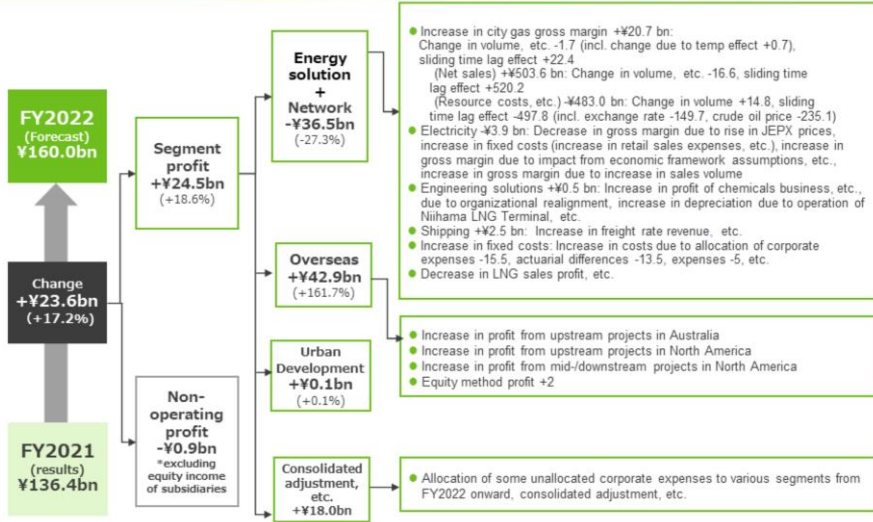 FY2022
(Forecast)
¥160.0bn
Change
+¥23.6bn
(+17.2%)
FY2021
(results)
¥136.4bn
Segment
profit
+¥24.5bn
(+18.6%)
Non-
operating
profit
-¥0.9bn
*excluding
equity income
of subsidiaries
Energy
solution
+
Network
-¥36.5bn
(-27.3%)
Overseas
+¥42.9bn
(+161.7%)
Urban
Development
+¥0.1bn
(+0.1%)
Consolidated
adjustment,
etc.
+¥18.0bn
● Increase in city gas gross margin +¥20.7 bn:
Change in volume, etc. -1.7 (incl. change due to temp effect +0.7),
sliding time lag effect +22.4
(Net sales) +¥503.6 bn: Change in volume, etc. -16.6, sliding time
lag effect +520.2
(Resource costs, etc.) -¥483.0 bn: Change in volume +14.8, sliding
time lag effect -497.8 (incl. exchange rate -149.7, crude oil price -235.1)
● Electricity -¥3.9 bn: Decrease in gross margin due to rise in JEPX prices,
increase in fixed costs (increase in retail sales expenses, etc.), increase in
gross margin due to impact from economic framework assumptions, etc.,
increase in gross margin due to increase in sales volume
● Engineering solutions +¥0.5 bn: Increase in profit of chemicals business, etc.,
due to organizational realignment, increase in depreciation due to operation of
Niihama LNG Terminal, etc.
● Shipping +¥2.5 bn: Increase in freight rate revenue, etc.
● Increase in fixed costs: Increase in costs due to allocation of corporate
expenses -15.5, actuarial differences -13.5, expenses -5, etc.
● Decrease in LNG sales profit, etc.
● Increase in profit from upstream projects in Australia
● Increase in profit from upstream projects in North America
● Increase in profit from mid-/downstream projects in North America
● Equity method profit +2
● Allocation of some unallocated corporate expenses to various segments from
FY2022 onward, consolidated adjustment, etc.